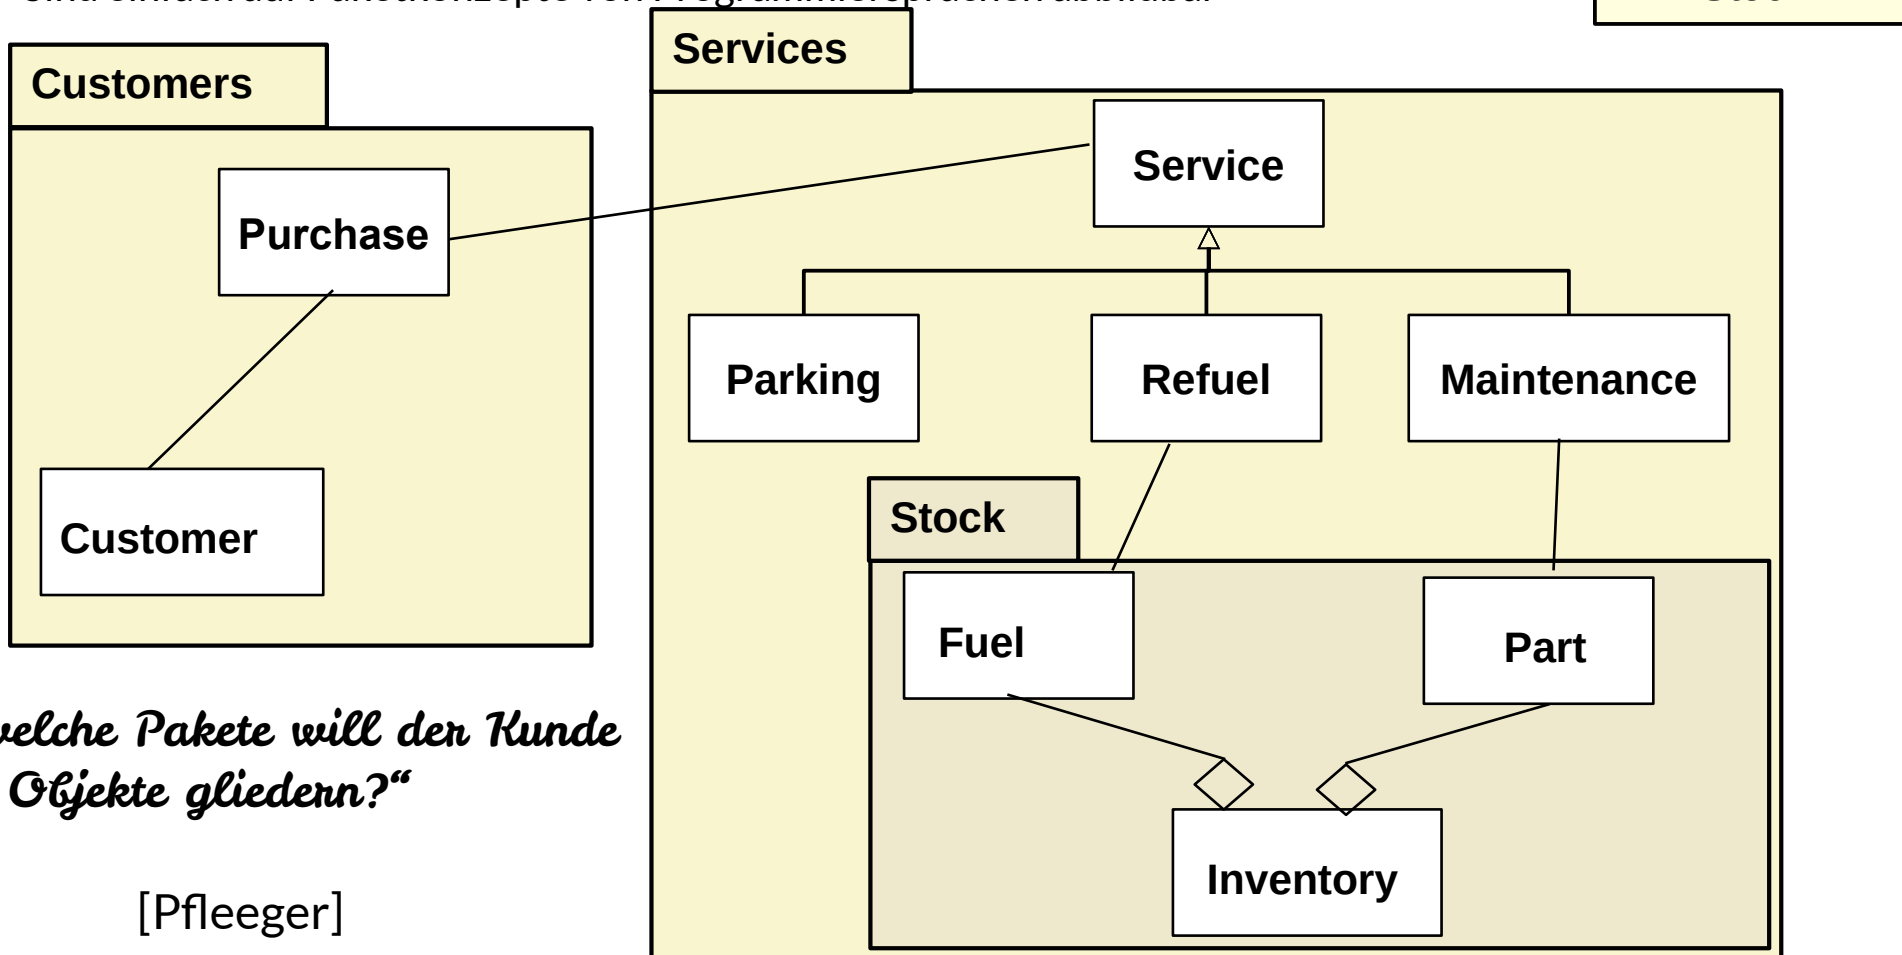 Services
Customers
Service
Purchase
Parking
Refuel
Maintenance
Stock
Customer
Fuel
Part
welche Pakete will der Kunde
Objekte gliedern?“
Inventory
[Pfleeger]